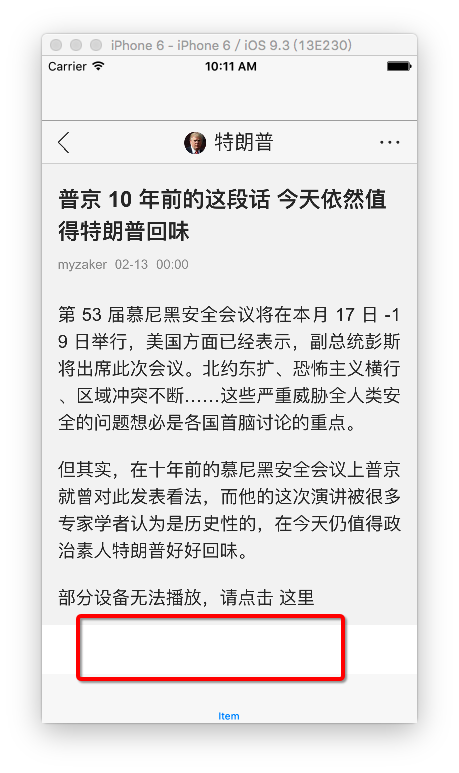 iPhone 6 - iPhone 6 / iOS 9.3 (13E230)
Carrier 10:11 AM
特朗普
普京 10 年前的这段话 今天依然值
得特朗普回味
myzaker 02-13 00:00
第 53 届慕尼黑安全会议将在本月 17 日 -1
9 日举行，美国方面已经表示，副总统彭斯
将出席此次会议。北约东扩、恐怖主义横行
、区域冲突不断……这些严重威胁全人类安
全的问题想必是各国首脑讨论的重点。
但其实，在十年前的慕尼黑安全会议上普京
就曾对此发表看法，而他的这次演讲被很多
专家学者认为是历史性的，在今天仍值得政
治素人特朗普好好回味。
部分设备无法播放，请点击 这里
Item